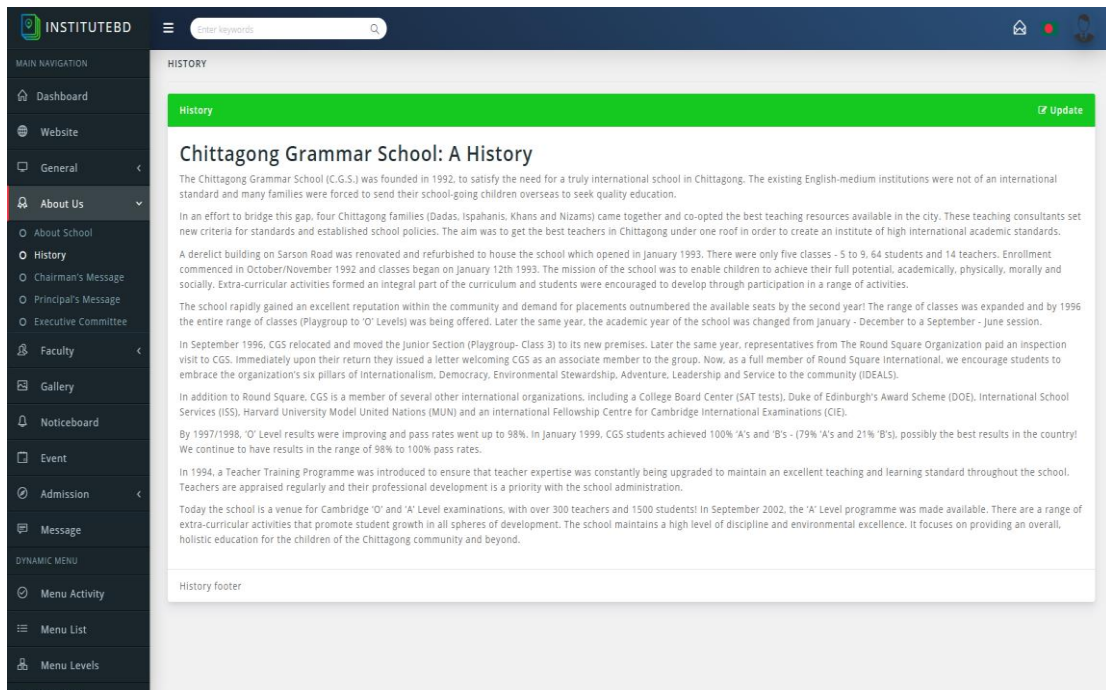 INSTITUTEBD
Enter keywords
MAIN NAVIGATION
Dashboard
Website
General
About Us
About School
History
Chairman's Message
Principal's Message
Executive Committee
Faculty
Gallery
Noticeboard
Event
Admission
Message
DYNAMIC MENU
Menu Activity
Menu List
Menu Levels
HISTORY
History
Update
Chittagong Grammar School: A History
The Chittagong Grammar School (C.G.S.) was founded in 1992, to satisfy the need for a truly international school in Chittagong. The existing English-medium institutions were not of an international
standard and many families were forced to send their school-going children overseas to seek quality education.
In an effort to bridge this gap, four Chittagong families (Dadas, Ispahanis, Khans and Nizams) came together and co-opted the best teaching resources available in the city. These teaching consultants set
new criteria for standards and established school policies. The aim was to get the best teachers in Chittagong under one roof in order to create an institute of high international academic standards.
A derelict building on Sarson Road was renovated and refurbished to house the school which opened in January 1993. There were only five classes - 5 to 9, 64 students and 14 teachers. Enrollment
commenced in October/November 1992 and classes began on January 12th 1993. The mission of the school was to enable children to achieve their full potential, academically, physically, morally and
socially. Extra-curricular activities formed an integral part of the curriculum and students were encouraged to develop through participation in a range of activities.
The school rapidly gained an excellent reputation within the community and demand for placements outnumbered the available seats by the second year! The range of classes was expanded and by 1996
the entire range of classes (Playgroup to 'O' Levels) was being offered. Later the same year, the academic year of the school was changed from January - December to a September - June session.
In September 1996, CGS relocated and moved the Junior Section (Playgroup- Class 3) to its new premises. Later the same year, representatives from The Round Square Organization paid an inspection
visit to CGS. Immediately upon their return they issued a letter welcoming CGS as an associate member to the group. Now, as a full member of Round Square International, we encourage students to
embrace the organization's six pillars of Internationalism, Democracy, Environmental Stewardship, Adventure, Leadership and Service to the community (IDEALS).
In addition to Round Square, CGS is a member of several other international organizations, including a College Board Center (SAT tests), Duke of Edinburgh's Award Scheme (DOE), International School
Services (ISS), Harvard University Model United Nations (MUN) and an international Fellowship Centre for Cambridge International Examinations (CIE).
By 1997/1998, 'O' Level results were improving and pass rates went up to 98%. In January 1999, CGS students achieved 100% 'A's and 'B's - (79% 'A's and 21% 'B's), possibly the best results in the country!
We continue to have results in the range of 98% to 100% pass rates.
In 1994, a Teacher Training Programme was introduced to ensure that teacher expertise was constantly being upgraded to maintain an excellent teaching and learning standard throughout the school.
Teachers are appraised regularly and their professional development is a priority with the school administration.
Today the school is a venue for Cambridge 'O' and 'A' Level examinations, with over 300 teachers and 1500 students! In September 2002, the 'A' Level programme was made available. There are a range of
extra-curricular activities that promote student growth in all spheres of development. The school maintains a high level of discipline and environmental excellence. It focuses on providing an overall,
holistic education for the children of the Chittagong community and beyond.
History footer